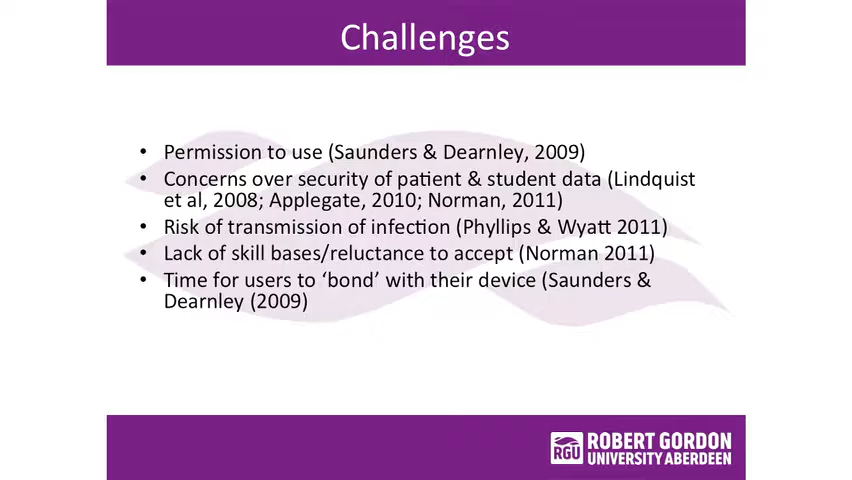 Challenges
• Permission to use (Saunders & Dearnley, 2009)
• Concerns over security of patient & student data (Lindquist
et al, 2008; Applegate, 2010; Norman, 2011)
• Risk of transmission of infection (Phyllips & Wyatt 2011)
• Lack of skill bases/reluctance to accept (Norman 2011)
• Time for users to ‘bond’ with their device (Saunders &
Dearnley (2009)
RGU
ROBERT GORDON
UNIVERSITY ABERDEEN